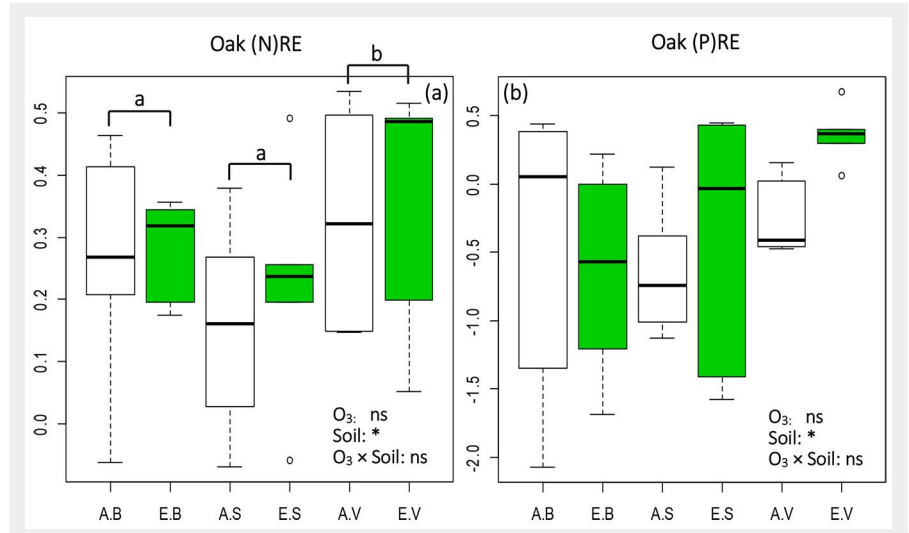 Oak (N)RE
Oak (P)RE
(a)
a
a
b
0.5
0.4
0.3
0.2
0.1
0.0
O₃: ns
Soil: *
O₃ × Soil: ns
A.B E.B A.S E.S A.V E.V
(b)
0.5
0.0
-0.5
-1.0
-1.5
-2.0
O₃: ns
Soil: *
O₃ × Soil: ns
A.B E.B A.S E.S A.V E.V